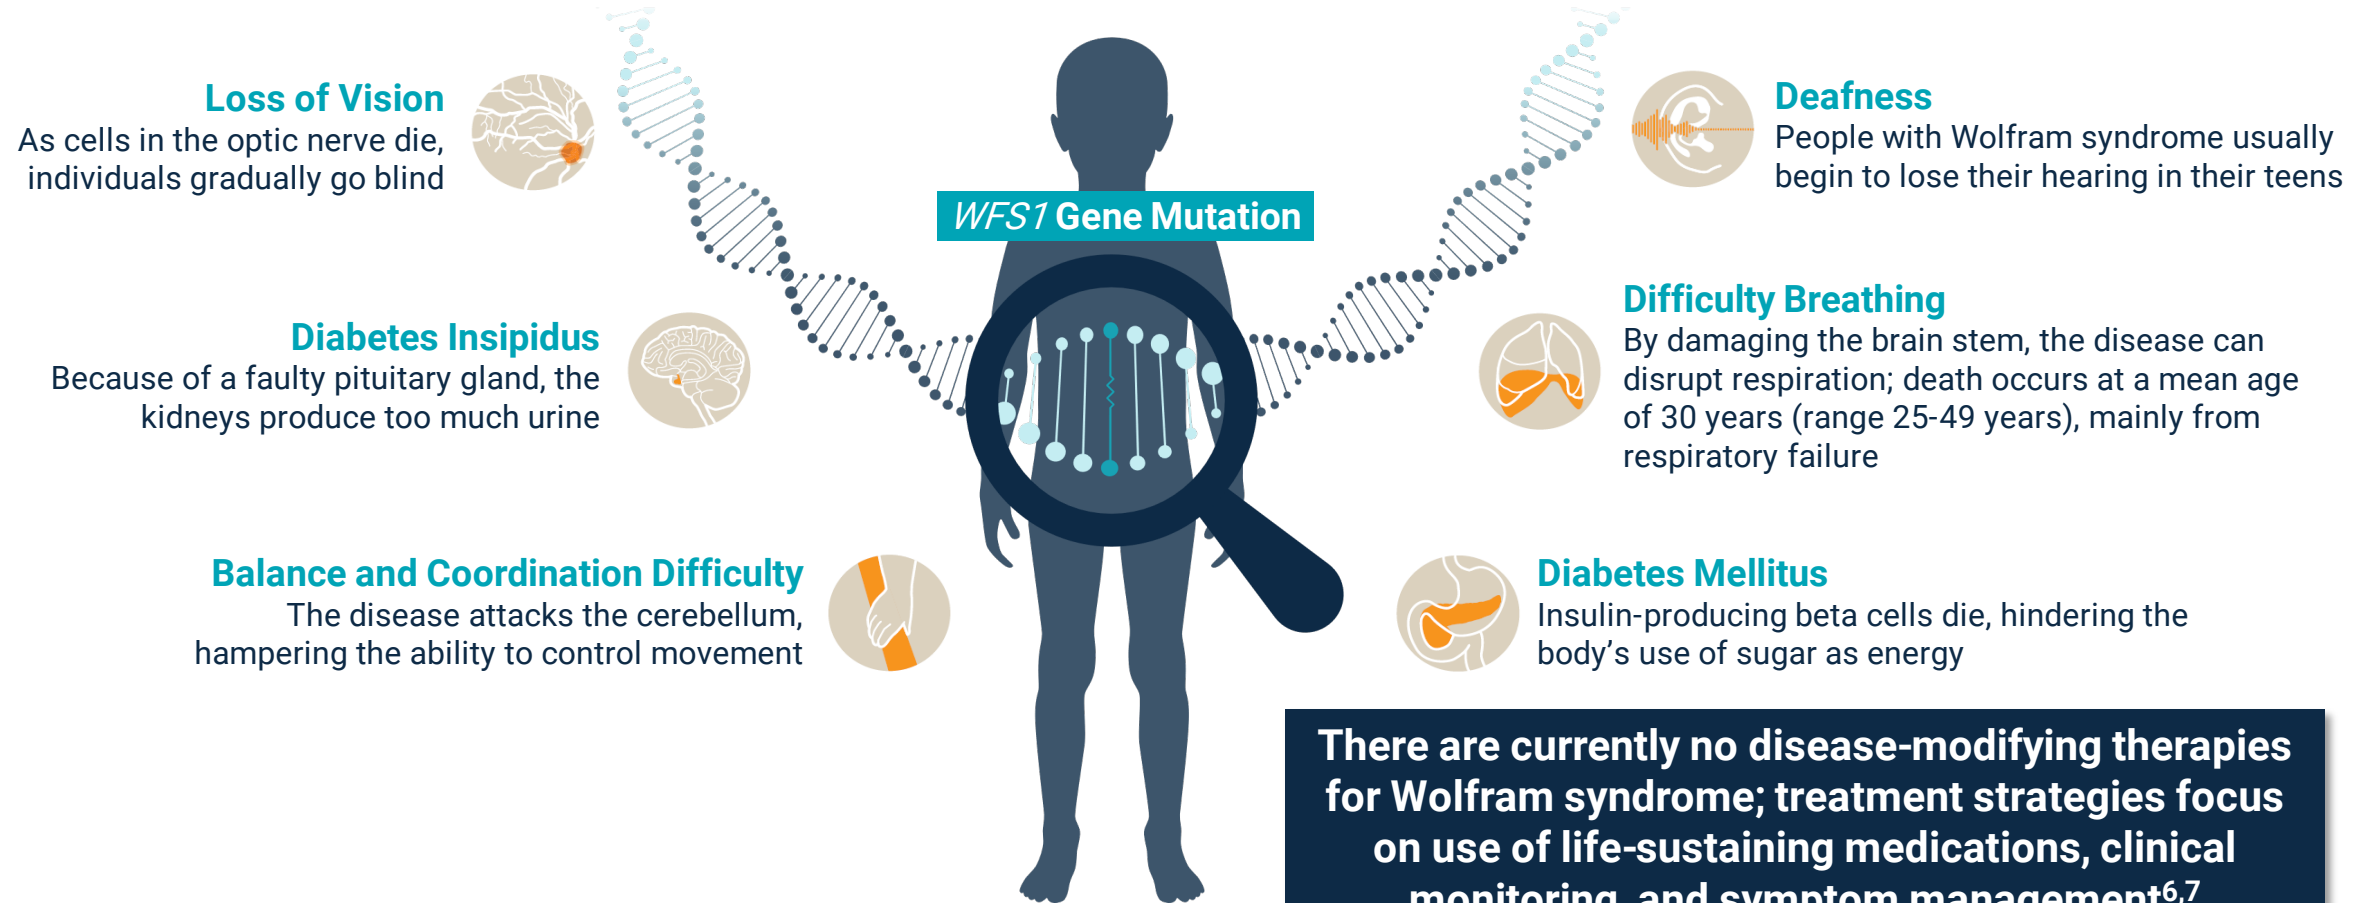 Loss of Vision
As cells in the optic nerve die,
individuals gradually go blind
Diabetes Insipidus
Because of a faulty pituitary gland, the
kidneys produce too much urine
Balance and Coordination Difficulty
The disease attacks the cerebellum,
hampering the ability to control movement
WFS1 Gene Mutation
Deafness
People with Wolfram syndrome usually
begin to lose their hearing in their teens
Difficulty Breathing
By damaging the brain stem, the disease can
disrupt respiration; death occurs at a mean age
of 30 years (range 25-49 years), mainly from
respiratory failure
Diabetes Mellitus
Insulin-producing beta cells die, hindering the
body's use of sugar as energy
There are currently no disease-modifying therapies
for Wolfram syndrome; treatment strategies focus
on use of life-sustaining medications, clinical
monitoring, and symptom management6,7